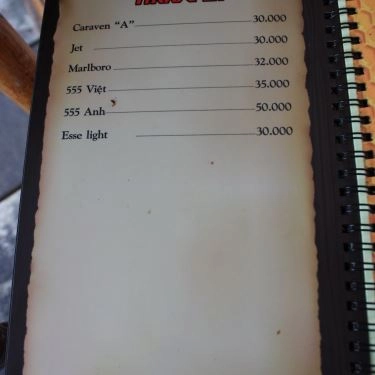 Caraven “A” 30.000
Jet 30.000
Marlboro 32.000
555 Việt 35.000
555 Anh 50.000
Esse light 30.000